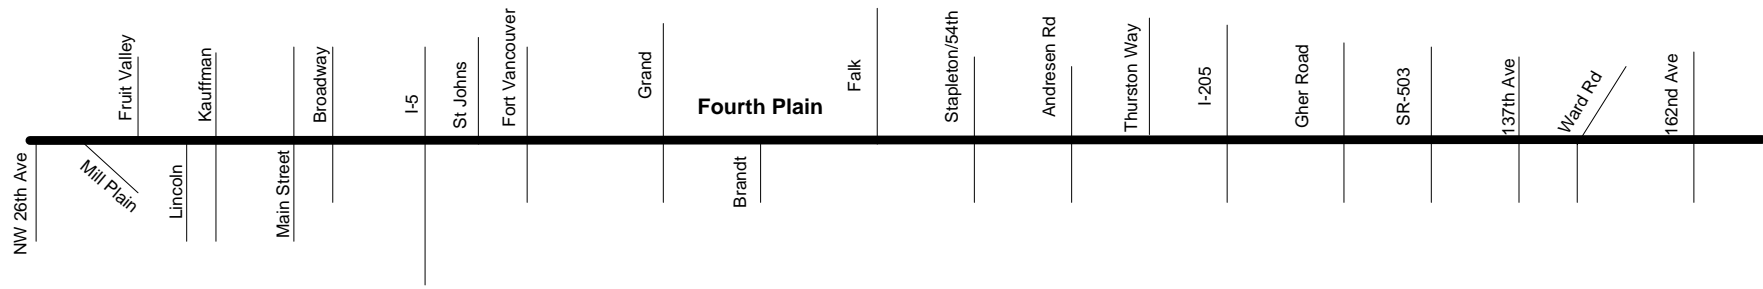 NW 26th Ave
Mill Plain
Fruit Valley
Lincoln
Kauffman
Main Street
Broadway
I-5
St Johns
Fort Vancouver
Grand
Fourth Plain
Brandt
Falk
Stapleton/54th
Andresen Rd
Thurston Way
I-205
Gher Road
SR-503
137th Ave
Ward Rd
162nd Ave